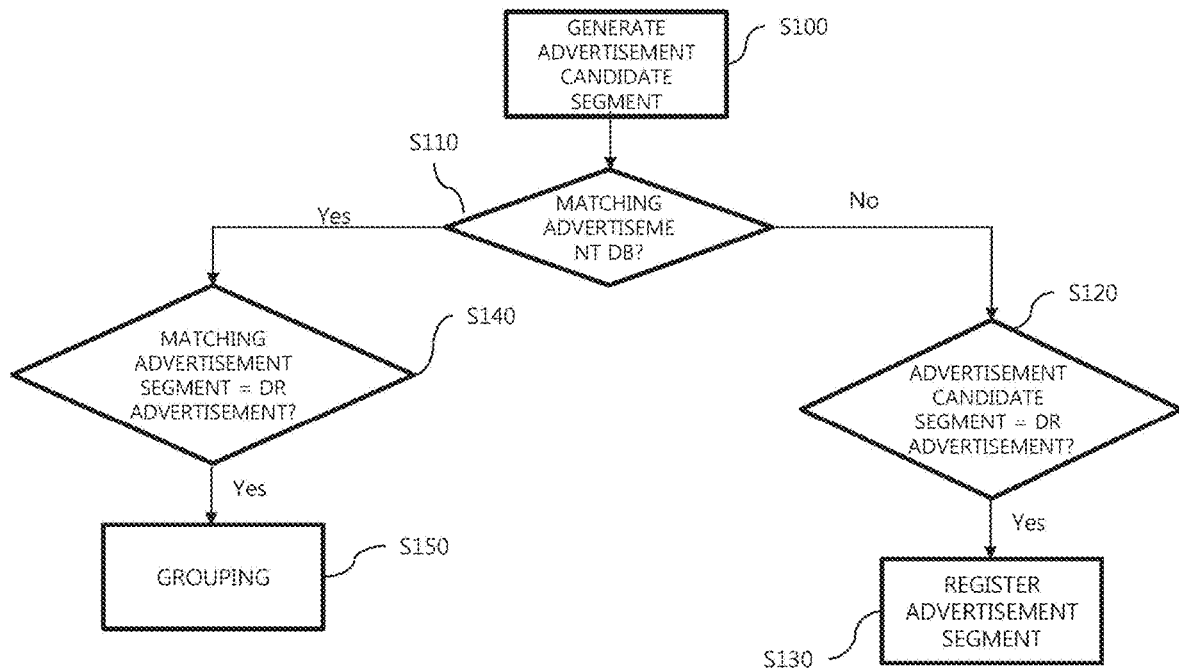 GENERATE
ADVERTISEMENT
CANDIDATE
SEGMENT
S100
S110
MATCHING
ADVERTISEME
NT DB?
Yes
No
S140
MATCHING
ADVERTISEMENT
SEGMENT = DR
ADVERTISEMENT?
S120
ADVERTISEMENT
CANDIDATE
SEGMENT = DR
ADVERTISEMENT?
Yes
Yes
GROUPING
S150
REGISTER
ADVERTISEMENT
SEGMENT
S130